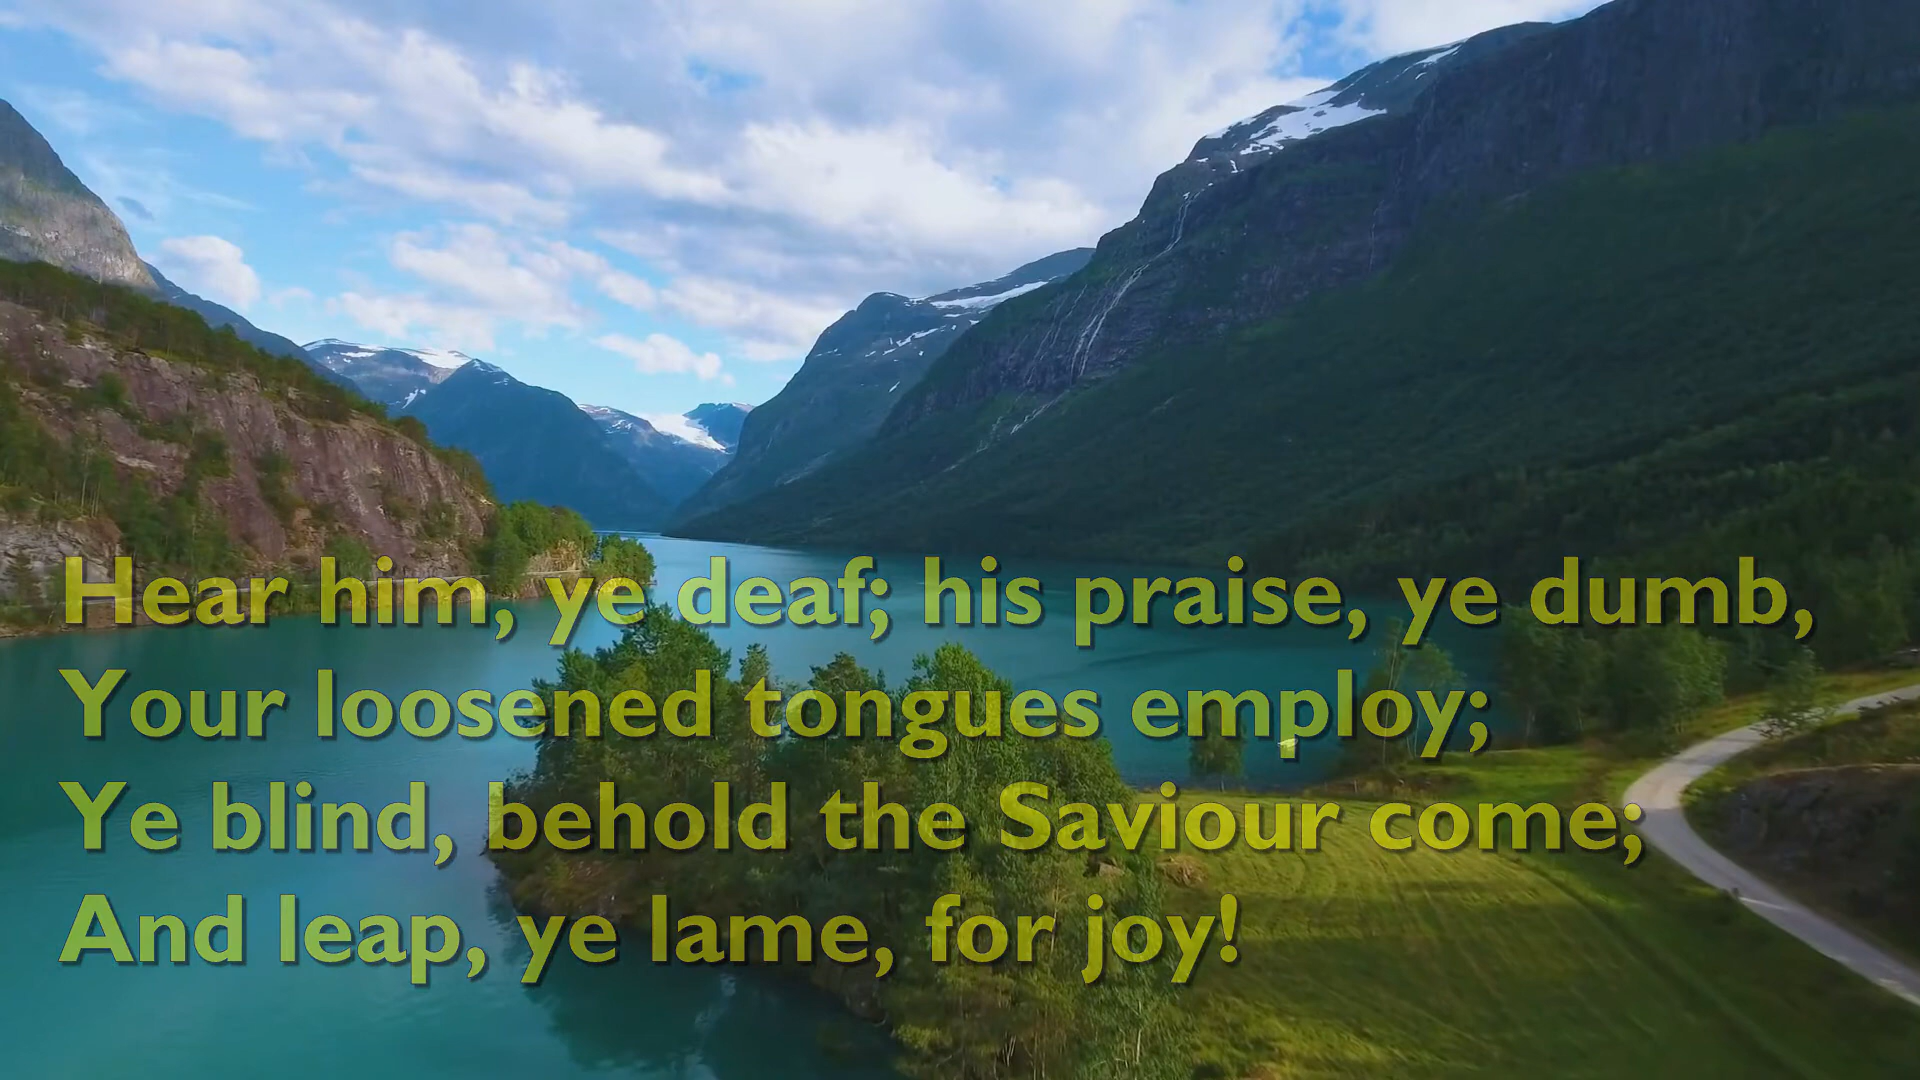 Hear him, ye deaf; his praise, ye dumb,
Your loosened tongues employ;
Ye blind, behold the Saviour come;
And leap, ye lame, for joy!